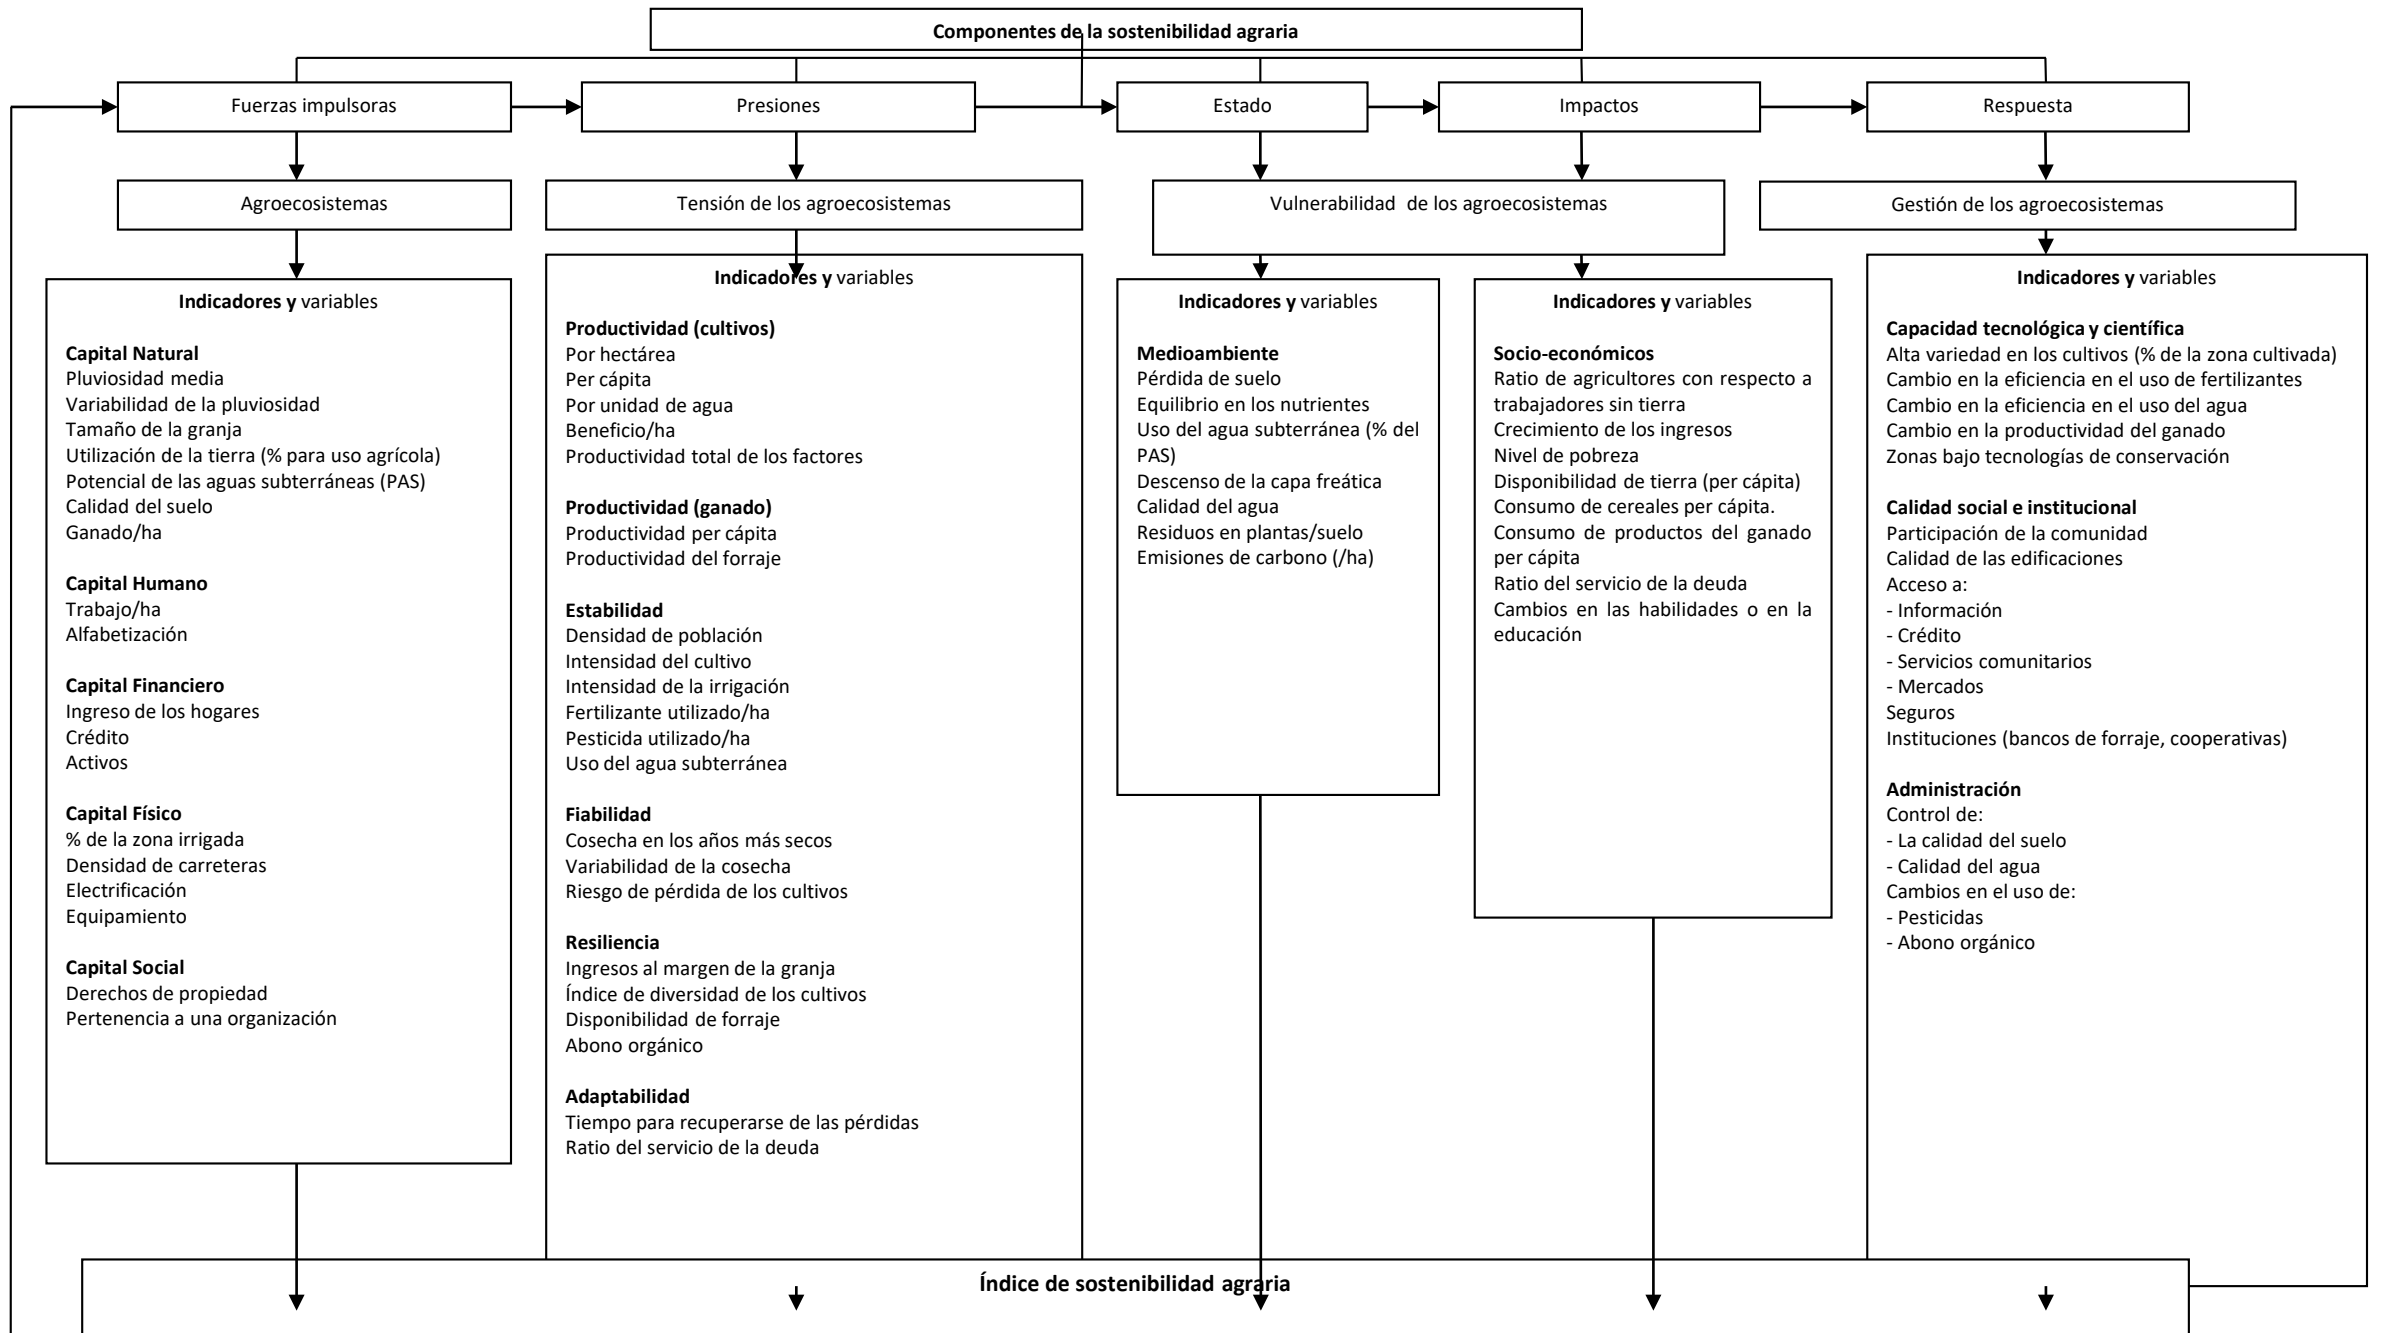 Componentes de la sostenibilidad agraria
Fuerzas impulsoras
Presiones
Estado
Impactos
Respuesta
Agroecosistemas
Tensión de los agroecosistemas
Vulnerabilidad de los agroecosistemas
Gestión de los agroecosistemas
Indicadores y variables
Capital Natural
Pluviosidad media
Variabilidad de la pluviosidad
Tamaño de la granja
Utilización de la tierra (% para uso agrícola)
Potencial de las aguas subterráneas (PAS)
Calidad del suelo
Ganado/ha
Capital Humano
Trabajo/ha
Alfabetización
Capital Financiero
Ingreso de los hogares
Crédito
Activos
Capital Físico
% de la zona irrigada
Densidad de carreteras
Electrificación
Equipamiento
Capital Social
Derechos de propiedad
Pertenencia a una organización
Indicadores y variables
Productividad (cultivos)
Por hectárea
Per cápita
Por unidad de agua
Beneficio/ha
Productividad total de los factores
Productividad (ganado)
Productividad per cápita
Productividad del forraje
Estabilidad
Densidad de población
Intensidad del cultivo
Intensidad de la irrigación
Fertilizante utilizado/ha
Pesticida utilizado/ha
Uso del agua subterránea
Fiabilidad
Cosecha en los años más secos
Variabilidad de la cosecha
Riesgo de pérdida de los cultivos
Resiliencia
Ingresos al margen de la granja
Índice de diversidad de los cultivos
Disponibilidad de forraje
Abono orgánico
Adaptabilidad
Tiempo para recuperarse de las pérdidas
Ratio del servicio de la deuda
Indicadores y variables
Medioambiente
Pérdida de suelo
Equilibrio en los nutrientes
Uso del agua subterránea (% del
PAS)
Descenso de la capa freática
Calidad del agua
Residuos en plantas/suelo
Emisiones de carbono (/ha)
Indicadores y variables
Socio-económicos
Ratio de agricultores con respecto a
trabajadores sin tierra
Crecimiento de los ingresos
Nivel de pobreza
Disponibilidad de tierra (per cápita)
Consumo de cereales per cápita.
Consumo de productos del ganado
per cápita
Ratio del servicio de la deuda
Cambios en las habilidades o en la
educación
Indicadores y variables
Capacidad tecnológica y científica
Alta variedad en los cultivos (% de la zona cultivada)
Cambio en la eficiencia en el uso de fertilizantes
Cambio en la eficiencia en el uso del agua
Cambio en la productividad del ganado
Zonas bajo tecnologías de conservación
Calidad social e institucional
Participación de la comunidad
Calidad de las edificaciones
Acceso a:
- Información
- Crédito
- Servicios comunitarios
- Mercados
Seguros
Instituciones (bancos de forraje, cooperativas)
Administración
Control de:
- La calidad del suelo
- Calidad del agua
Cambios en el uso de:
- Pesticidas
- Abono orgánico
Índice de sostenibilidad agraria